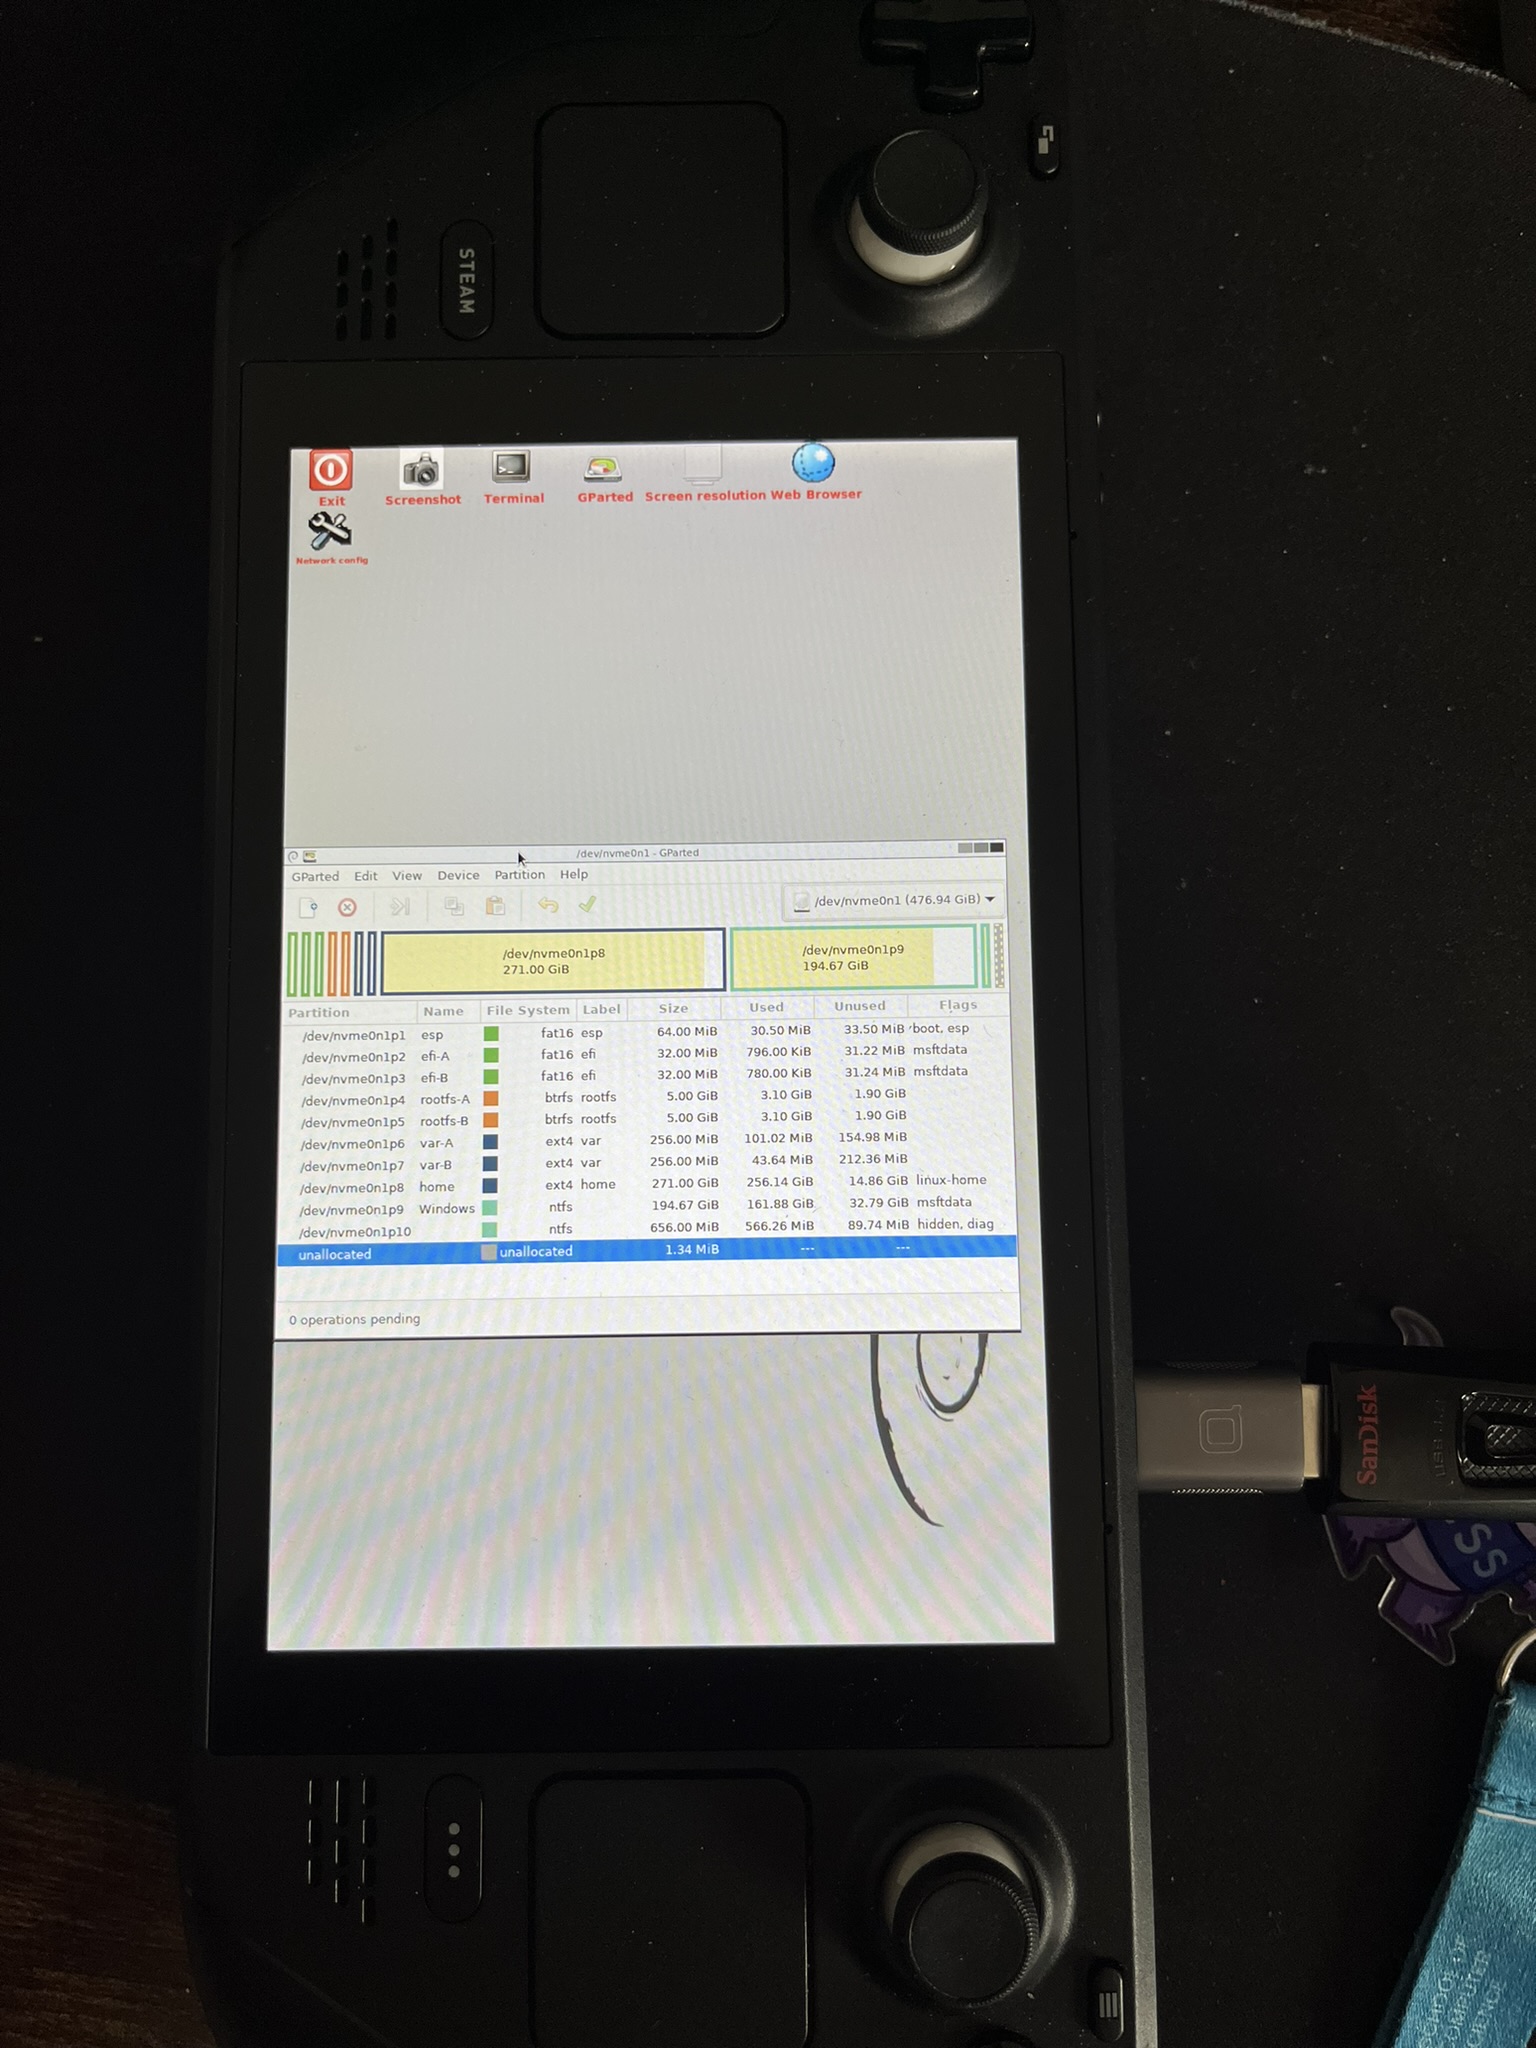 STEAM
Exit Screenshot Terminal GParted Screen resolution Web Browser
Network config
/dev/nvme0n1 - GParted
GParted Edit View Device Partition Help
/dev/nvme0n1 (476.94 GiB)
/dev/nvme0n1p8
271.00 GiB
/dev/nvme0n1p9
194.67 GiB
Partition Name File System Label Size Used Unused Flags
/dev/nvme0n1p1 esp fat16 esp 64.00 MiB 30.50 MiB 33.50 MiB boot, esp
/dev/nvme0n1p2 efi-A fat16 efi 32.00 MiB 796.00 KiB 31.22 MiB msftdata
/dev/nvme0n1p3 efi-B fat16 efi 32.00 MiB 780.00 KiB 31.24 MiB msftdata
/dev/nvme0n1p4 rootfs-A btrfs rootfs 5.00 GiB 3.10 GiB 1.90 GiB
/dev/nvme0n1p5 rootfs-B btrfs rootfs 5.00 GiB 3.10 GiB 1.90 GiB
/dev/nvme0n1p6 var-A ext4 var 256.00 MiB 101.02 MiB 154.98 MiB
/dev/nvme0n1p7 var-B ext4 var 256.00 MiB 43.64 MiB 212.36 MiB
/dev/nvme0n1p8 home ext4 home 271.00 GiB 256.14 GiB 14.86 GiB linux-home
/dev/nvme0n1p9 Windows ntfs 194.67 GiB 161.88 GiB 32.79 GiB msftdata
/dev/nvme0n1p10 ntfs 656.00 MiB 566.26 MiB 89.74 MiB hidden, diag
unallocated unallocated 1.34 MiB --- ---
0 operations pending
SanDisk
SCHOOL OF
COMPUTER
SCIENCE